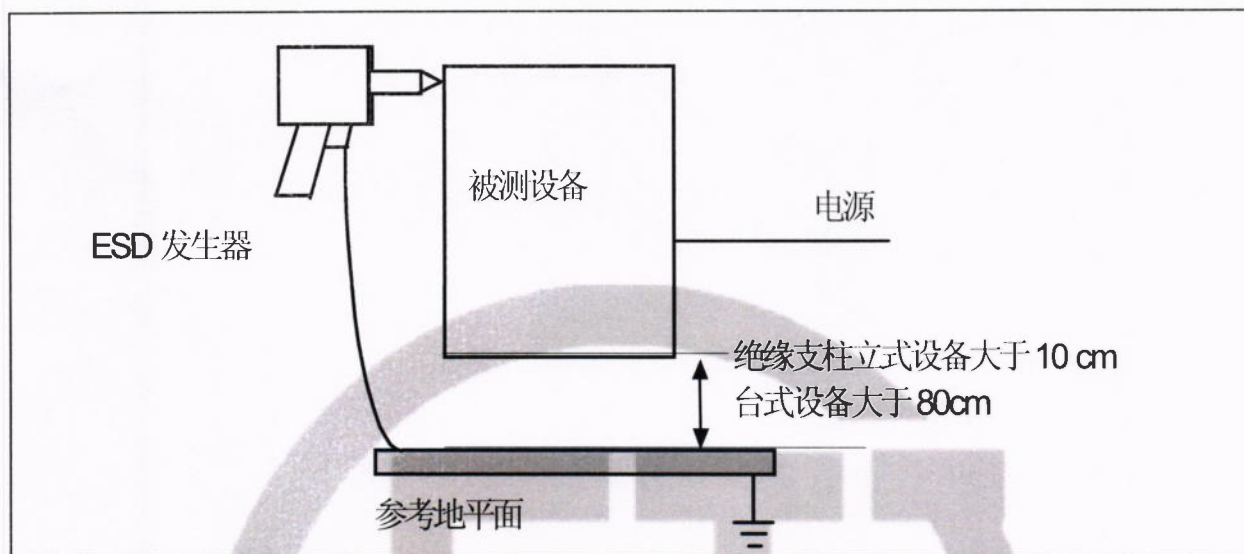 被测设备
电源
ESD 发生器
绝缘支柱立式设备大于 10 cm
台式设备大于 80cm
参考地平面